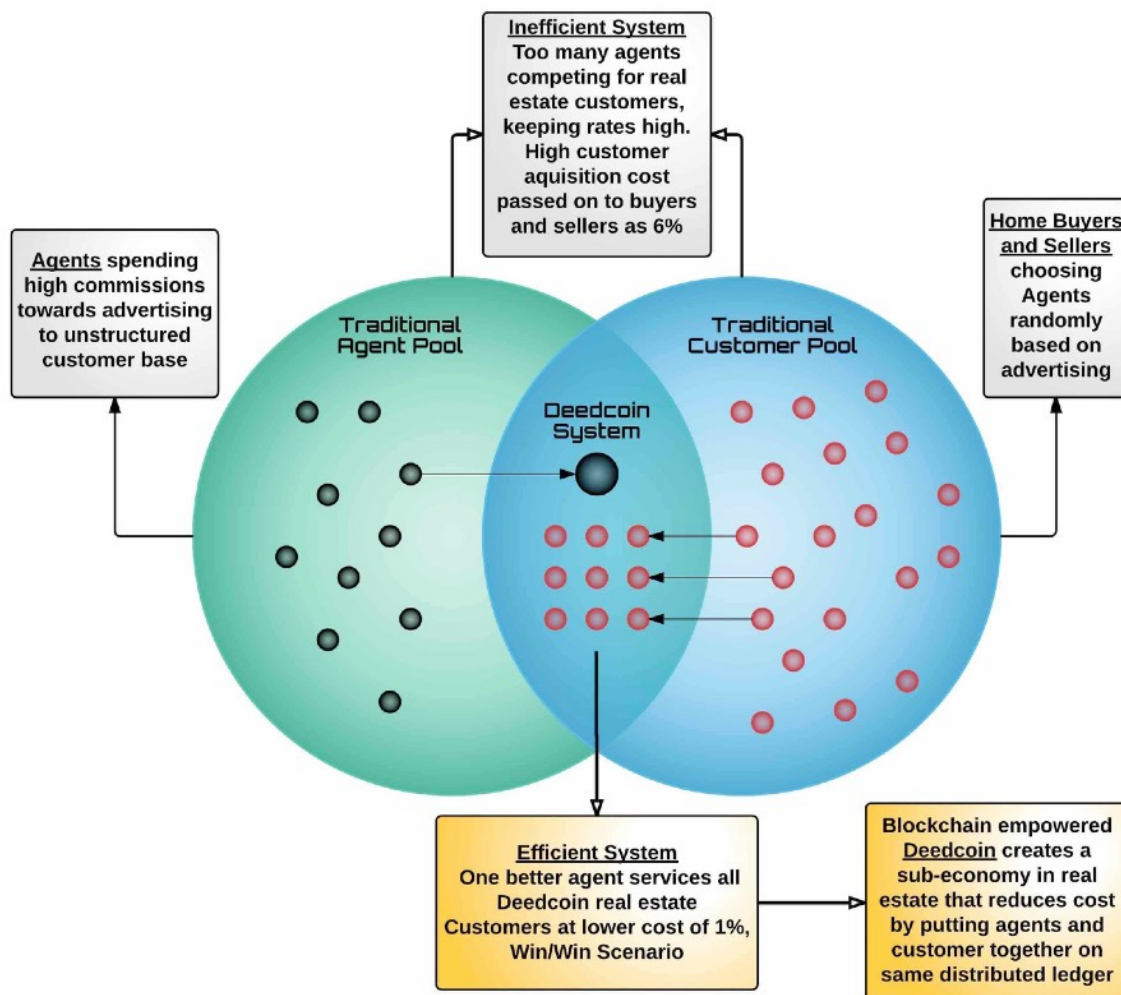 Inefficient System
Too many agents
competing for real
estate customers,
keeping rates high.
High customer
aquisition cost
passed on to buyers
and sellers as 6%
Agents spending
high commissions
towards advertising
to unstructured
customer base
Home Buyers
and Sellers
choosing
Agents
randomly
based on
advertising
Traditional
Agent Pool
Traditional
Customer Pool
Deedcoin
System
Efficient System
One better agent services all
Deedcoin real estate
Customers at lower cost of 1%,
Win/Win Scenario
Blockchain empowered
Deedcoin creates a
sub-economy in real
estate that reduces cost
by putting agents and
customer together on
same distributed ledger